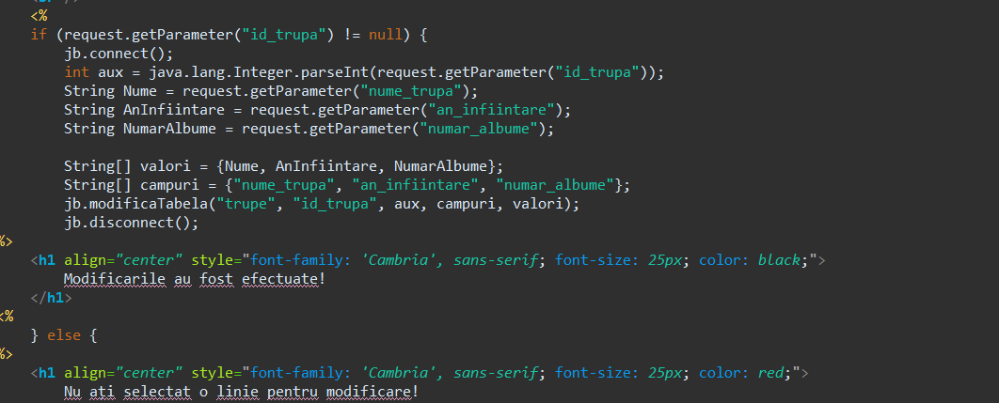 <%
if (request.getParameter("id_trupa") != null) {
jb.connect();
int aux = java.lang.Integer.parseInt(request.getParameter("id_trupa"));
String Nume = request.getParameter("nume_trupa");
String AnInfiintare = request.getParameter("an_infiintare");
String NumarAlbume = request.getParameter("numar_albume");
String[] valori = {Nume, AnInfiintare, NumarAlbume};
String[] campuri = {"nume_trupa", "an_infiintare", "numar_albume"};
jb.modificaTabela("trupe", "id_trupa", aux, campuri, valori);
jb.disconnect();
%>
<h1 align="center" style="font-family: 'Cambria', sans-serif; font-size: 25px; color: black;">
Modificarile au fost efectuate!
</h1>
<%
} else {
%>
<h1 align="center" style="font-family: 'Cambria', sans-serif; font-size: 25px; color: red;">
Nu ați selectat o linie pentru modificare!